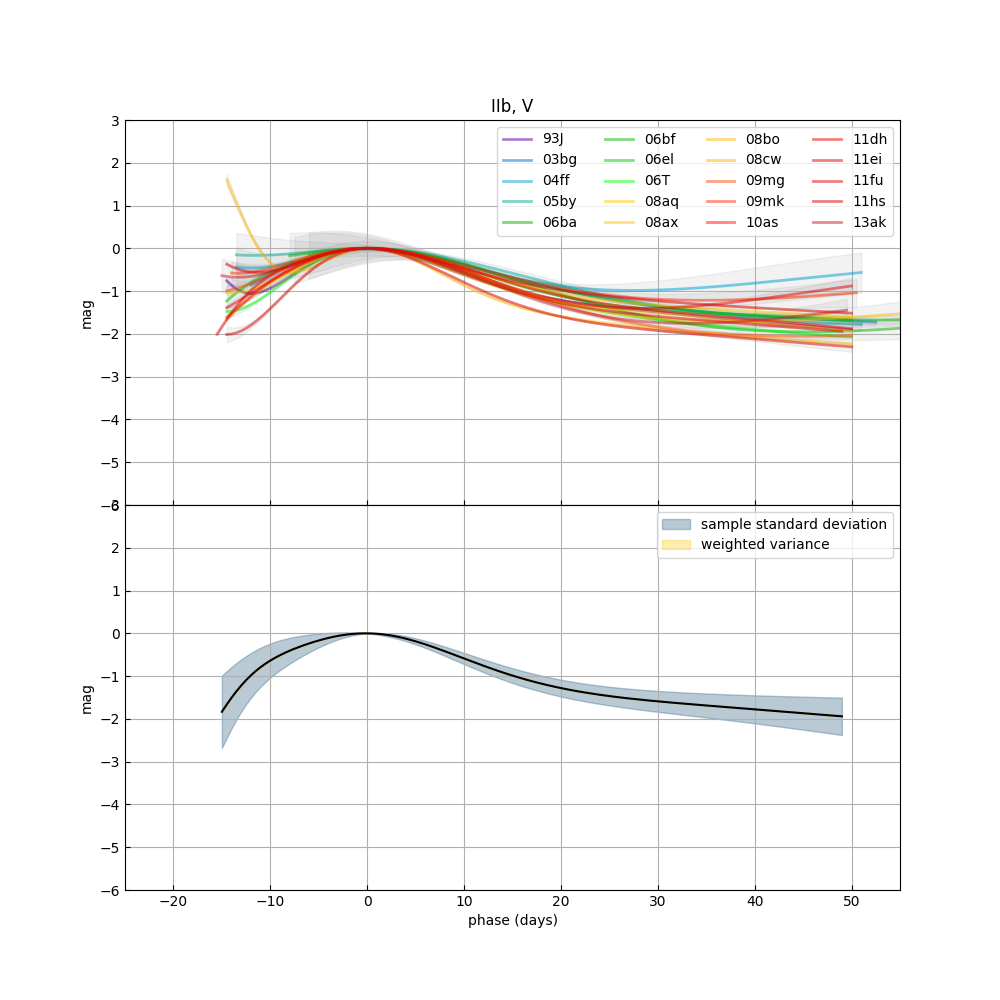 IIb, V
3
2
1
0
−1
−2
−3
−4
−5
−6
mag
93J
03bg
04ff
05by
06ba
06bf
06el
06T
08aq
08ax
08bo
08cw
09mg
09mk
10as
11dh
11ei
11fu
11hs
13ak
3
2
1
0
−1
−2
−3
−4
−5
−6
mag
sample standard deviation
weighted variance
−20 −10 0 10 20 30 40 50
phase (days)